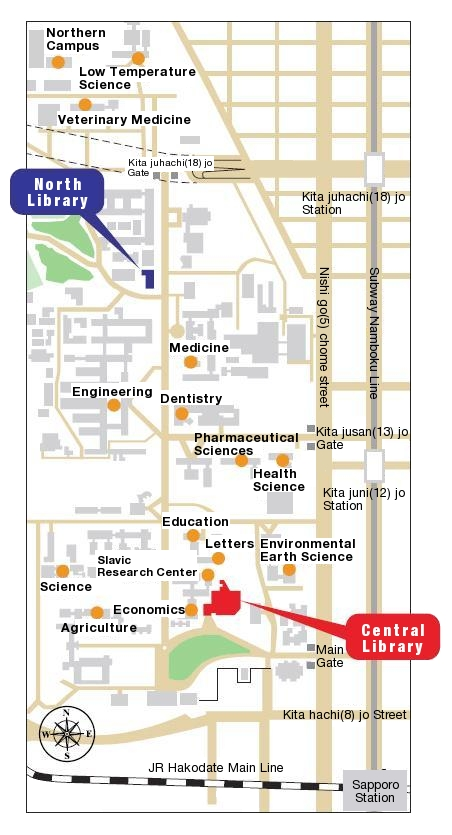 Northern
Campus
Low Temperature
Science
Veterinary Medicine
Kita juhachi(18) jo
Gate
North
Library
Kita juhachi(18) jo
Station
Nishi go(5) chome street
Subway Namboku Line
Medicine
Engineering
Dentistry
Kita jusan(13) jo
Gate
Pharmaceutical
Sciences
Health
Science
Kita juni(12) jo
Station
Education
Letters
Environmental
Earth Science
Slavic
Research Center
Science
Economics
Agriculture
Central
Library
Main
Gate
N
W
E
S
Kita hachi(8) jo Street
JR Hakodate Main Line
Sapporo
Station